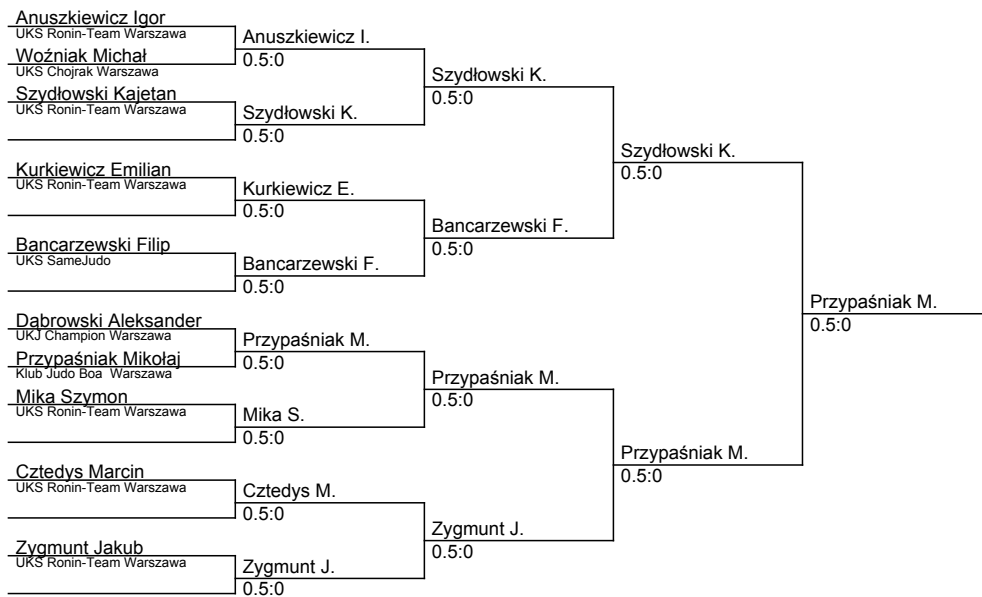 Anuszkiewicz Igor
UKS Ronin-Team Warszawa
Anuszkiewicz I.
0.5:0
Woźniak Michał
UKS Chojrak Warszawa
Szydłowski K.
0.5:0
Szydłowski Kajetan
UKS Ronin-Team Warszawa
Szydłowski K.
0.5:0
Szydłowski K.
0.5:0
Kurkiewicz Emilian
UKS Ronin-Team Warszawa
Kurkiewicz E.
0.5:0
Bancarzewski F.
0.5:0
Bancarzewski Filip
UKS SameJudo
Bancarzewski F.
0.5:0
Przypaśniak M.
0.5:0
Dąbrowski Aleksander
UKJ Champion Warszawa
Przypaśniak M.
0.5:0
Przypaśniak Mikołaj
Klub Judo Boa Warszawa
Przypaśniak M.
0.5:0
Mika Szymon
UKS Ronin-Team Warszawa
Mika S.
0.5:0
Przypaśniak M.
0.5:0
Cztedys Marcin
UKS Ronin-Team Warszawa
Cztedys M.
0.5:0
Zygmunt J.
0.5:0
Zygmunt Jakub
UKS Ronin-Team Warszawa
Zygmunt J.
0.5:0